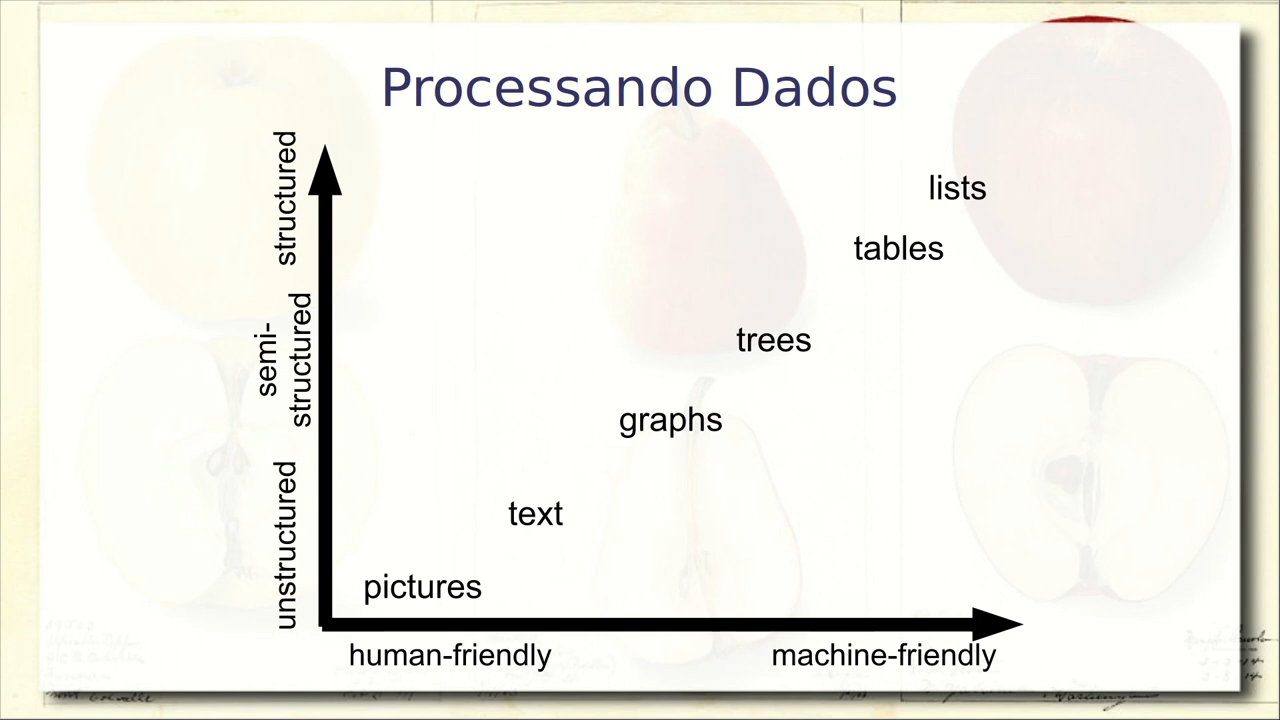 Processando Dados
structured
semi-
structured
unstructured
lists
tables
trees
graphs
text
pictures
human-friendly
machine-friendly